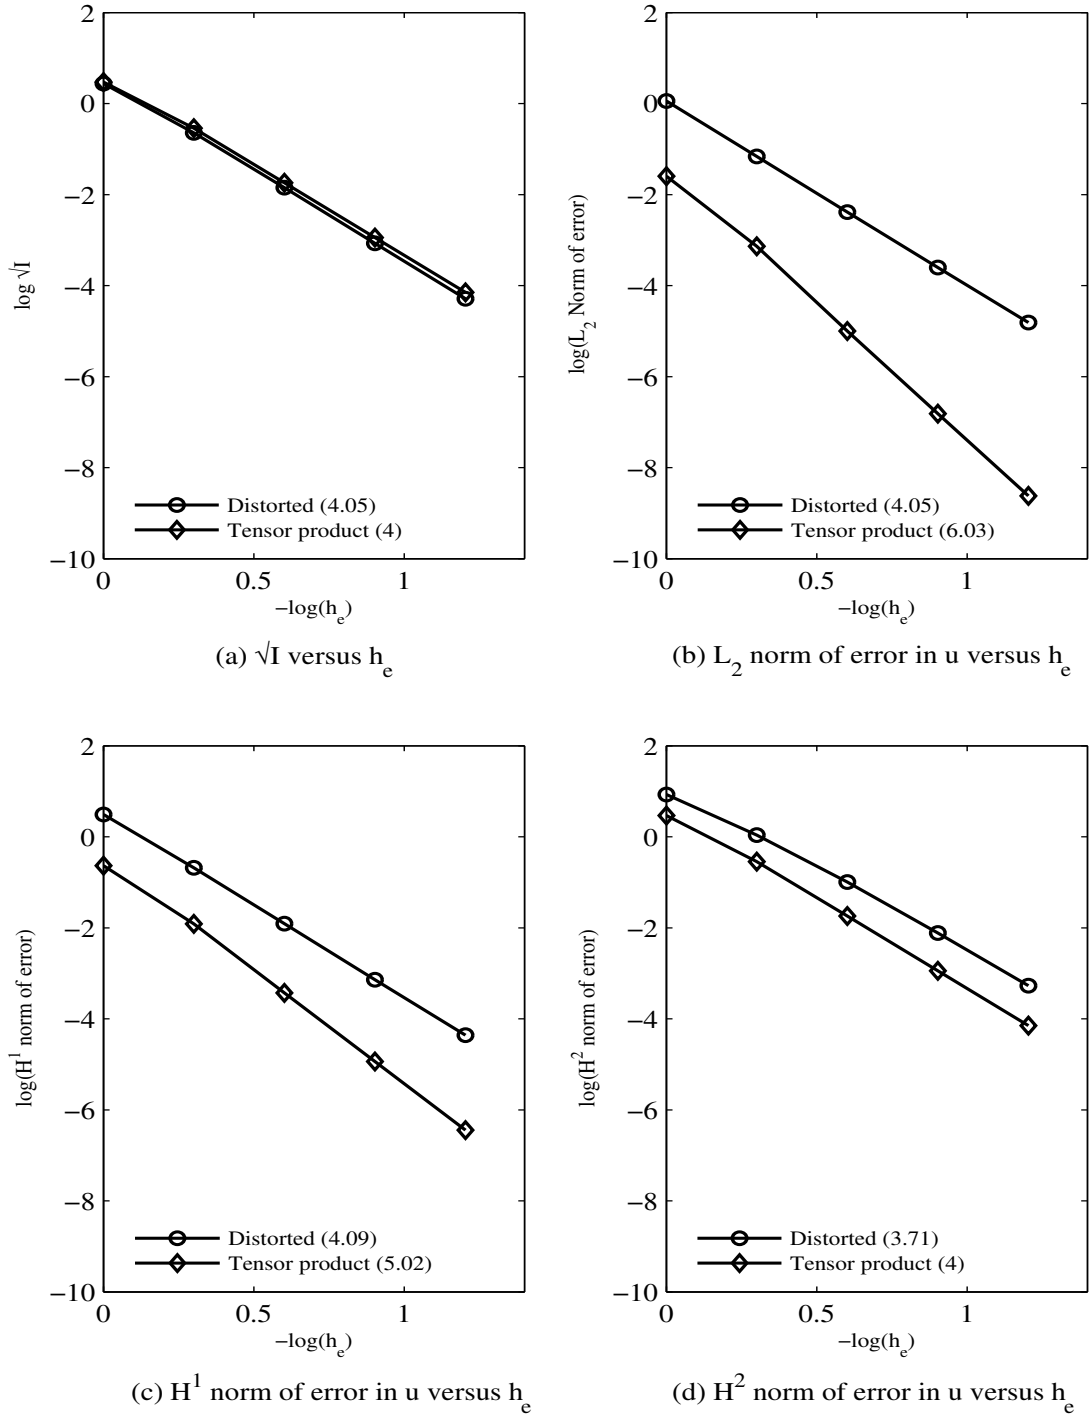 2
0
−2
−4
−6
−8
−10
0
0.5
1
log √I
−log(h_e)
Distorted (4.05)
Tensor product (4)
(a) √I versus h_e
2
0
−2
−4
−6
−8
−10
0
0.5
1
log(L_2 Norm of error)
−log(h_e)
Distorted (4.05)
Tensor product (6.03)
(b) L_2 norm of error in u versus h_e
2
0
−2
−4
−6
−8
−10
0
0.5
1
log(H^1 norm of error)
−log(h_e)
Distorted (4.09)
Tensor product (5.02)
(c) H^1 norm of error in u versus h_e
2
0
−2
−4
−6
−8
−10
0
0.5
1
log(H^2 norm of error)
−log(h_e)
Distorted (3.71)
Tensor product (4)
(d) H^2 norm of error in u versus h_e